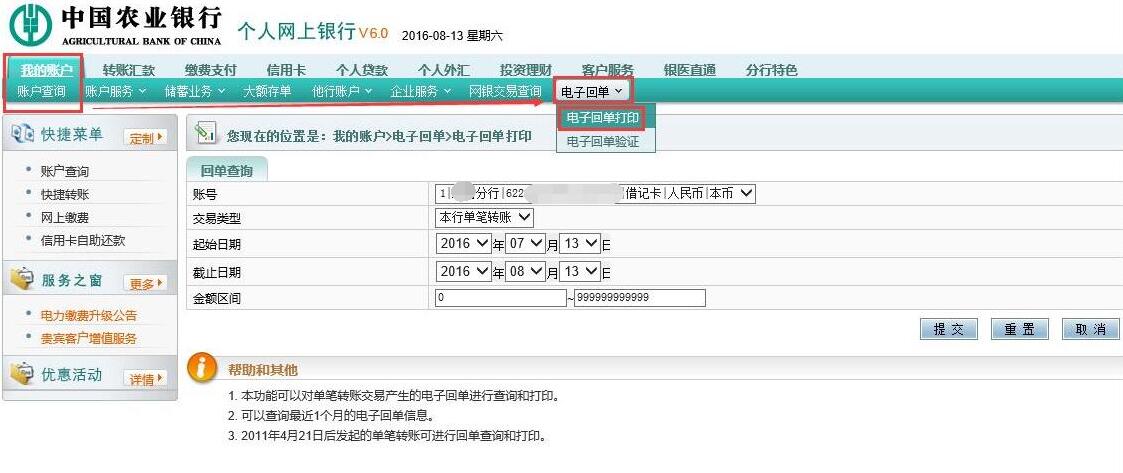 中国农业银行
AGRICULTURAL BANK OF CHINA
个人网上银行V6.0 2016-08-13 星期六
我的账户 转账汇款 缴费支付 信用卡 个人贷款 个人外汇 投资理财 客户服务 银医直通 分行特色
账户查询 账户服务 储蓄业务 大额存单 他行账户 企业服务 网银交易查询 电子回单
电子回单打印
电子回单验证
快捷菜单 定制
账户查询
快捷转账
网上缴费
信用卡自助还款
服务之窗 更多
电力缴费升级公告
贵宾客户增值服务
优惠活动 详情
您现在的位置是：我的账户>电子回单>电子回单打印
回单查询
账号 1| 分行|622 |借记卡|人民币|本币
交易类型 本行单笔转账
起始日期 2016 年 07 月 13 日
截止日期 2016 年 08 月 13 日
金额区间 0 ~ 999999999999
提 交 重 置 取 消
帮助和其他
1. 本功能可以对单笔转账交易产生的电子回单进行查询和打印。
2. 可以查询最近1个月的电子回单信息。
3. 2011年4月21日后发起的单笔转账可进行回单查询和打印。